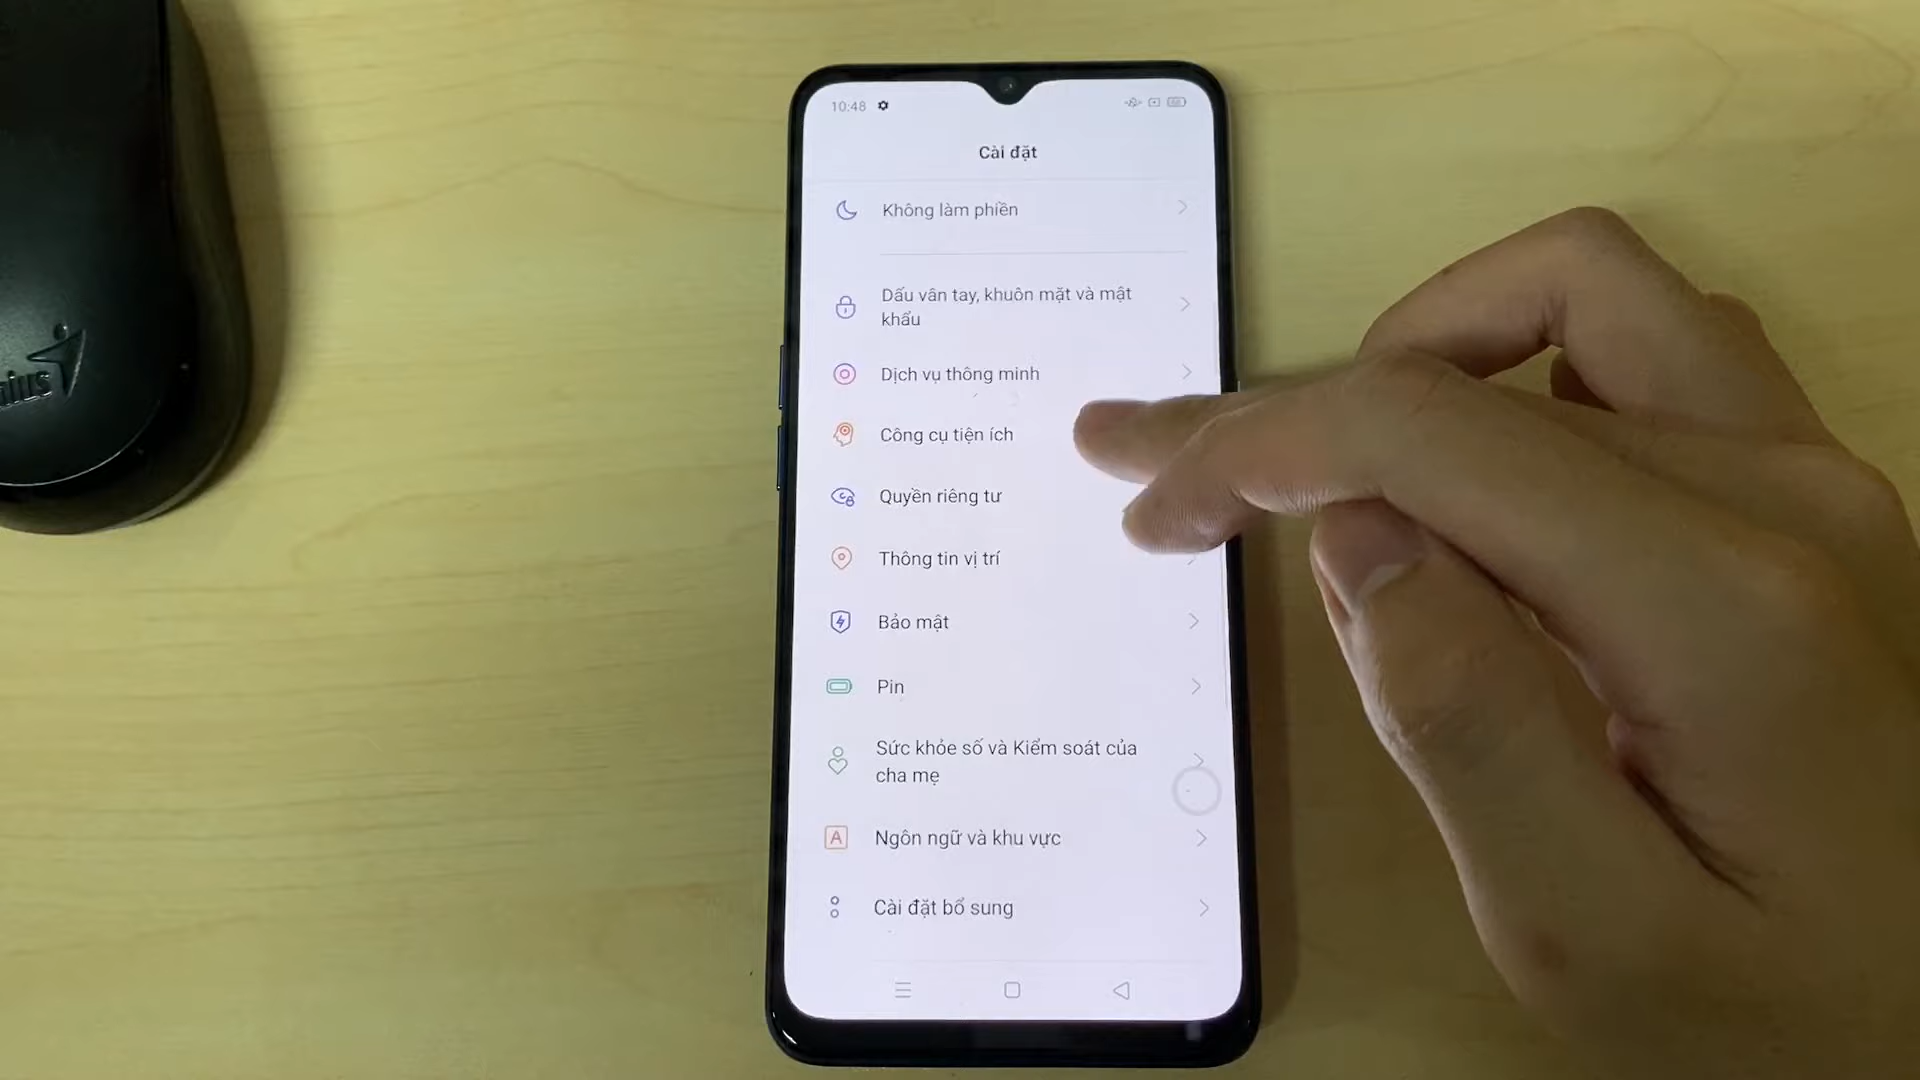 10:48
Cài đặt
Không làm phiền
Dấu vân tay, khuôn mặt và mật
khẩu
Dịch vụ thông minh
Công cụ tiện ích
Quyền riêng tư
Thông tin vị trí
Bảo mật
Pin
Sức khỏe số và Kiểm soát của
cha mẹ
A
Ngôn ngữ và khu vực
Cài đặt bổ sung